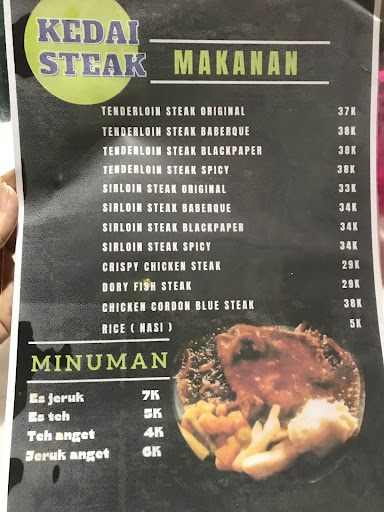 KEDAI
STEAK
MAKANAN
TENDERLOIN STEAK ORIGINAL 37K
TENDERLOIN STEAK BABERQUE 38K
TENDERLOIN STEAK BLACKPAPER 38K
TENDERLOIN STEAK SPICY 38K
SIRLOIN STEAK ORIGINAL 33K
SIRLOIN STEAK BABERQUE 34K
SIRLOIN STEAK BLACKPAPER 34K
SIRLOIN STEAK SPICY 34K
CRISPY CHICKEN STEAK 29K
DORY FISH STEAK 29K
CHICKEN CORDON BLUE STEAK 38K
RICE ( NASI ) 5K
MINUMAN
Es jeruk 7K
Es teh 5K
Teh anget 4K
Jeruk anget 6K